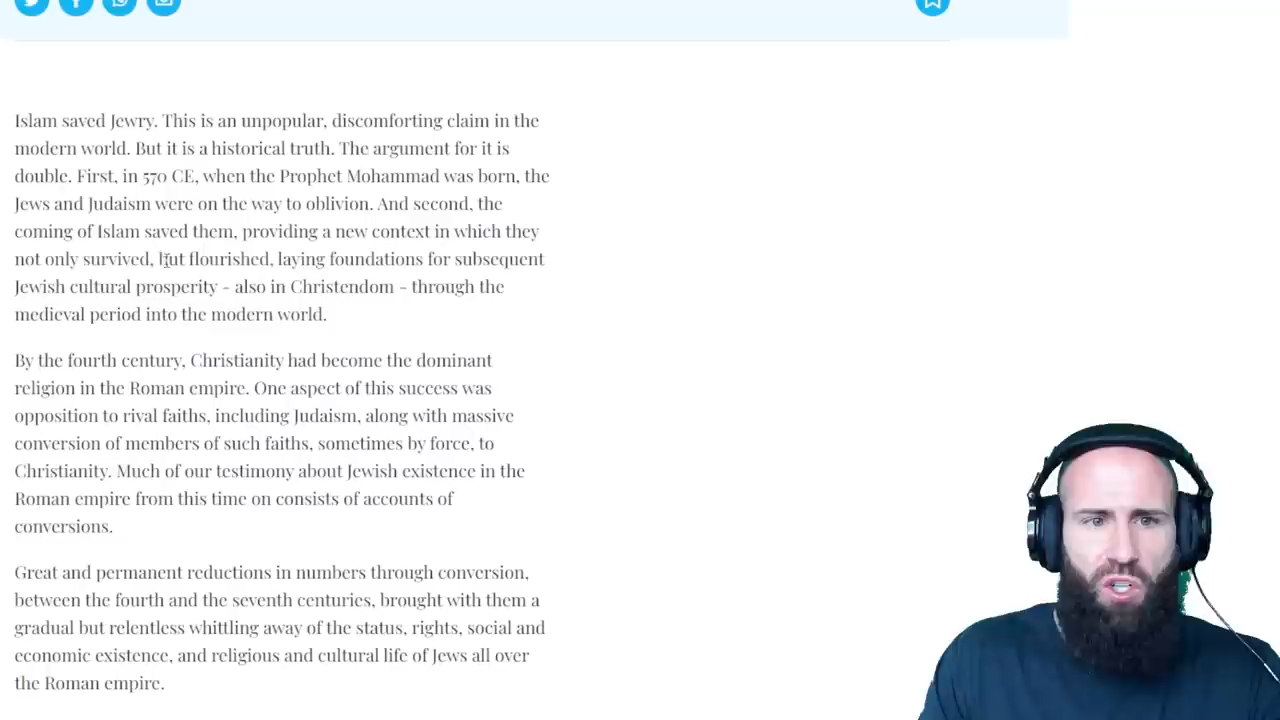 Islam saved Jewry. This is an unpopular, discomforting claim in the
modern world. But it is a historical truth. The argument for it is
double. First, in 570 CE, when the Prophet Mohammad was born, the
Jews and Judaism were on the way to oblivion. And second, the
coming of Islam saved them, providing a new context in which they
not only survived, but flourished, laying foundations for subsequent
Jewish cultural prosperity - also in Christendom - through the
medieval period into the modern world.
By the fourth century, Christianity had become the dominant
religion in the Roman empire. One aspect of this success was
opposition to rival faiths, including Judaism, along with massive
conversion of members of such faiths, sometimes by force, to
Christianity. Much of our testimony about Jewish existence in the
Roman empire from this time on consists of accounts of
conversions.
Great and permanent reductions in numbers through conversion,
between the fourth and the seventh centuries, brought with them a
gradual but relentless whittling away of the status, rights, social and
economic existence, and religious and cultural life of Jews all over
the Roman empire.